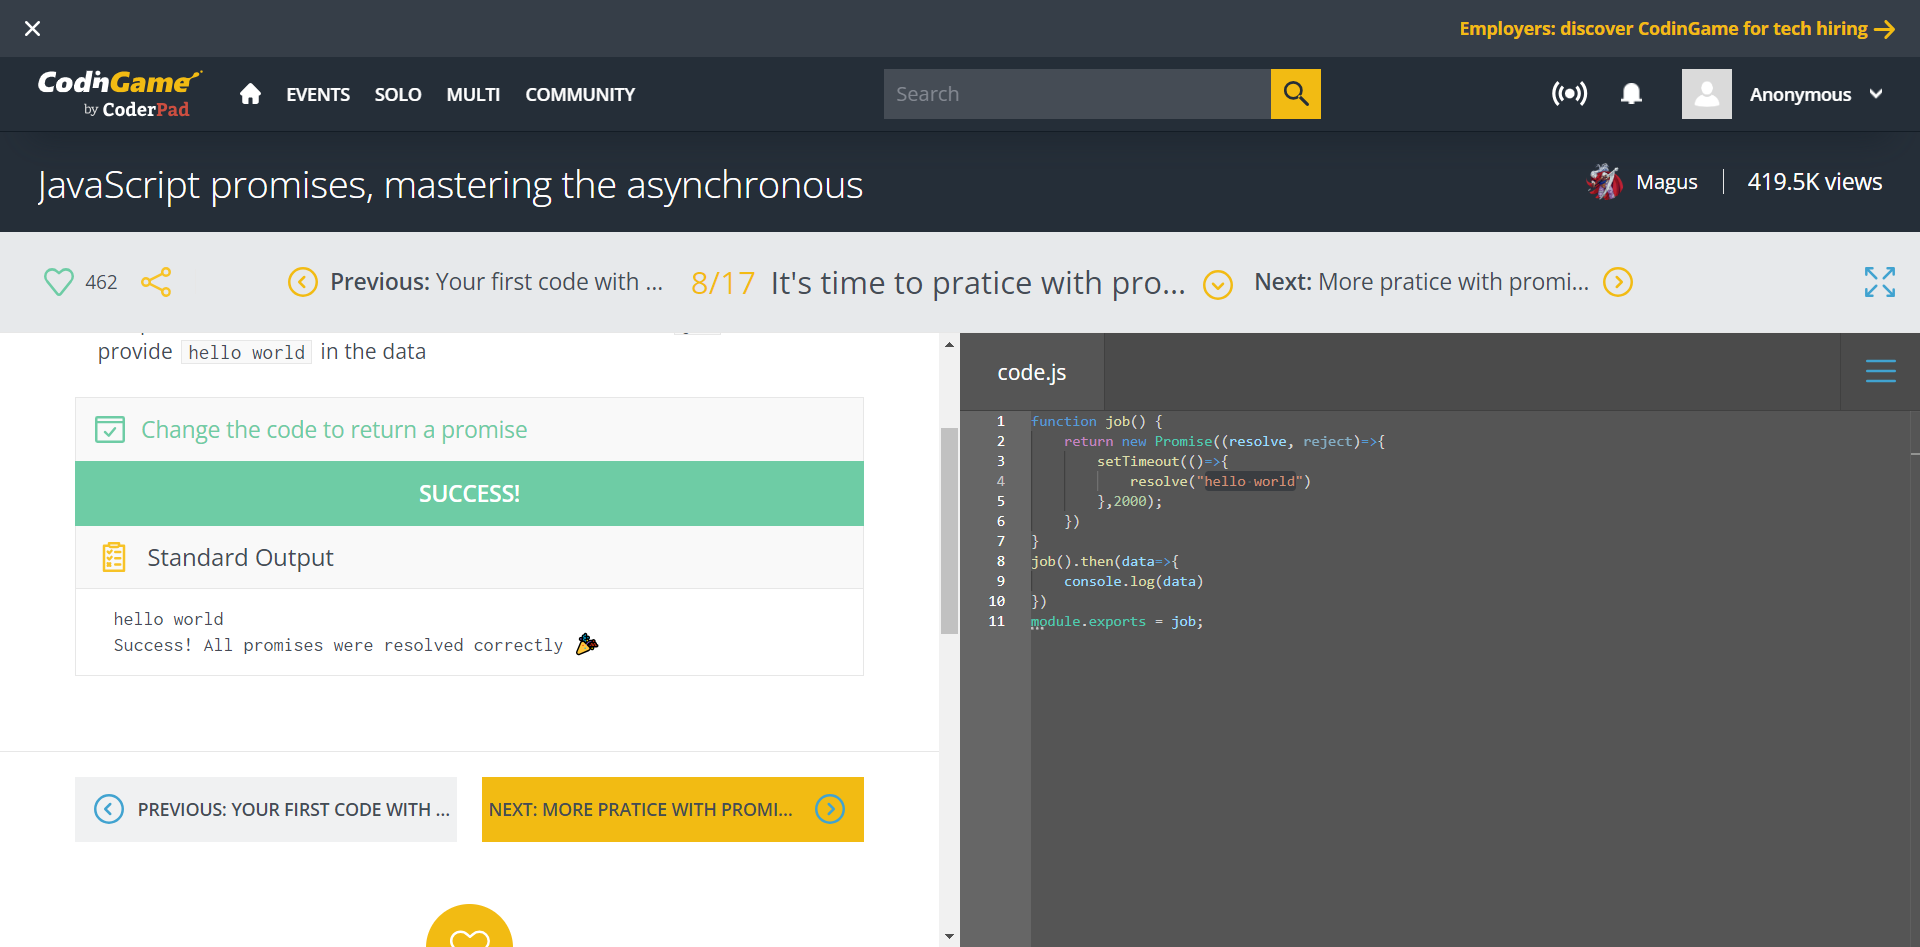 Employers: discover CodinGame for tech hiring
CodinGame
by CoderPad
EVENTS SOLO MULTI COMMUNITY
Search
Anonymous
JavaScript promises, mastering the asynchronous
Magus
419.5K views
462
Previous: Your first code with ...
8/17 It's time to pratice with pro...
Next: More pratice with promi...
provide hello world in the data
Change the code to return a promise
SUCCESS!
Standard Output
hello world
Success! All promises were resolved correctly
PREVIOUS: YOUR FIRST CODE WITH ...
NEXT: MORE PRATICE WITH PROMI...
code.js
1 function job() {
2 return new Promise((resolve, reject)=>{
3 setTimeout(()=>{
4 resolve("hello world")
5 },2000);
6 })
7 }
8 job().then(data=>{
9 console.log(data)
10 })
11 module.exports = job;